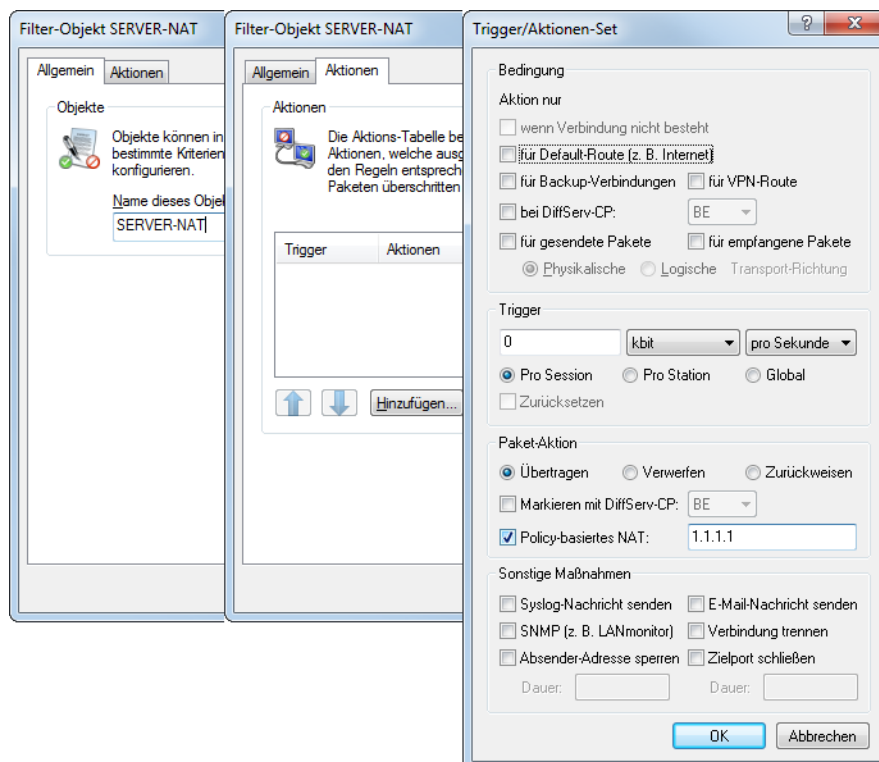 Filter-Objekt SERVER-NAT
Allgemein Aktionen
Objekte
Objekte können in
bestimmte Kriterien
konfigurieren.
Name dieses Objek
SERVER-NAT
Filter-Objekt SERVER-NAT
Allgemein Aktionen
Aktionen
Die Aktions-Tabelle be
Aktionen, welche ausg
den Regeln entsprech
Paketen überschritten
Trigger Aktionen
Hinzufügen...
Trigger/Aktionen-Set
Bedingung
Aktion nur
wenn Verbindung nicht besteht
für Default-Route (z. B. Internet)
für Backup-Verbindungen für VPN-Route
bei DiffServ-CP: BE
für gesendete Pakete für empfangene Pakete
Physikalische Logische Transport-Richtung
Trigger
0 kbit pro Sekunde
Pro Session Pro Station Global
Zurücksetzen
Paket-Aktion
Übertragen Verwerfen Zurückweisen
Markieren mit DiffServ-CP: BE
Policy-basiertes NAT: 1.1.1.1
Sonstige Maßnahmen
Syslog-Nachricht senden E-Mail-Nachricht senden
SNMP (z. B. LANmonitor) Verbindung trennen
Absender-Adresse sperren Zielport schließen
Dauer: Dauer:
OK Abbrechen